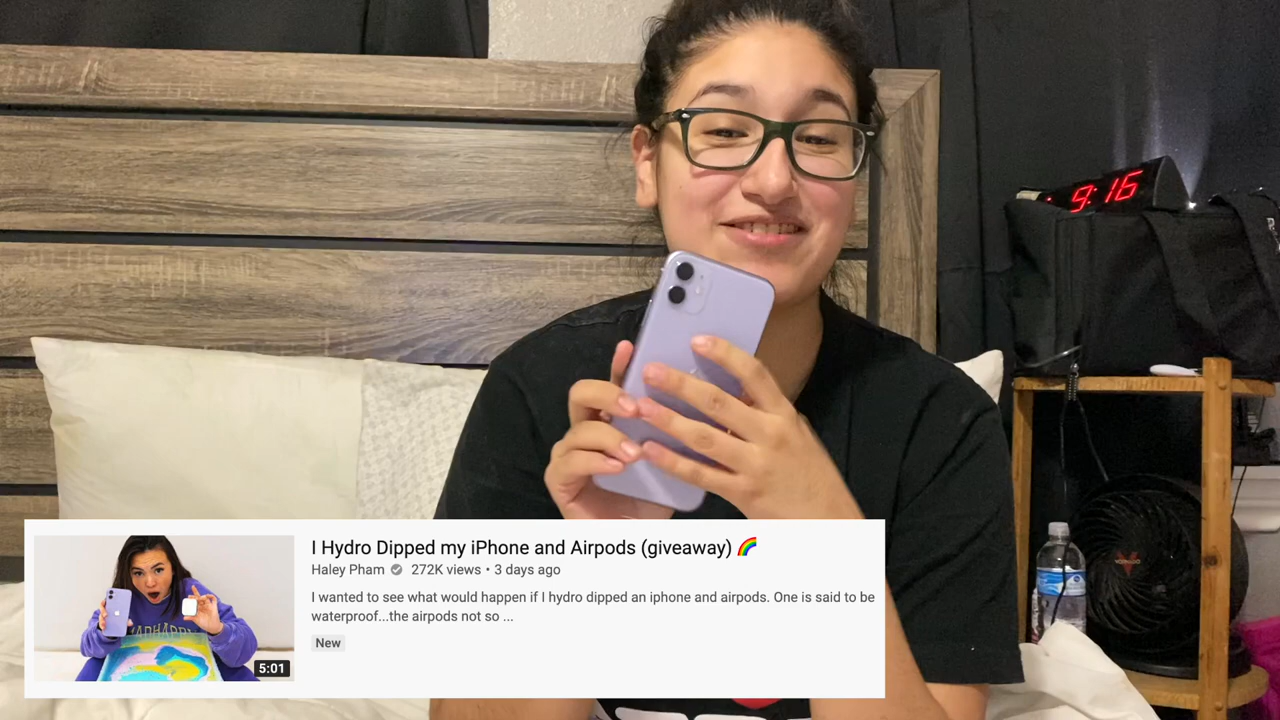 9:16
I Hydro Dipped my iPhone and Airpods (giveaway) 🌈
Haley Pham 272K views • 3 days ago
I wanted to see what would happen if I hydro dipped an iphone and airpods. One is said to be
waterproof...the airpods not so ...
New
5:01